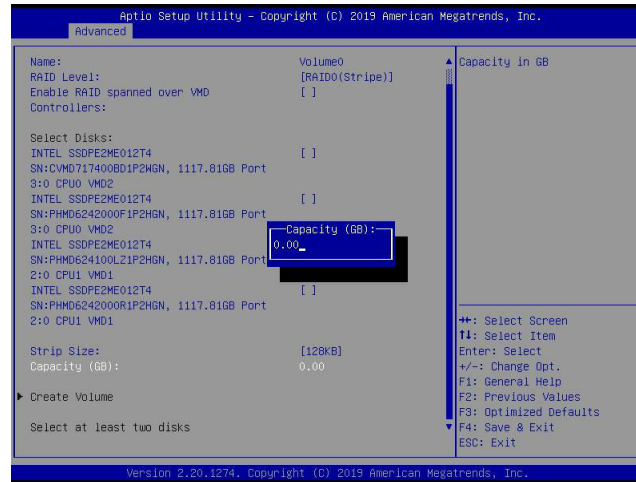 Aptio Setup Utility – Copyright (C) 2019 American Megatrends, Inc.
Advanced
Name: Volume0
RAID Level: [RAID0(Stripe)]
Enable RAID spanned over VMD [ ]
Controllers:
Select Disks:
INTEL SSDPE2ME012T4 [ ]
SN:CVMD717400BD1P2WGN, 1117.81GB Port
3:0 CPU0 VMD2
INTEL SSDPE2ME012T4 [ ]
SN:PHMD6242000F1P2HGN, 1117.81GB Port
3:0 CPU0 VMD2
INTEL SSDPE2ME012T4
SN:PHMD624100LZ1P2HGN, 1117.81GB Port
2:0 CPU1 VMD1
INTEL SSDPE2ME012T4 [ ]
SN:PHMD6242000R1P2HGN, 1117.81GB Port
2:0 CPU1 VMD1
Strip Size: [128KB]
Capacity (GB): 0.00
Create Volume
Select at least two disks
Capacity (GB):
0.00_
Capacity in GB
→←: Select Screen
↑↓: Select Item
Enter: Select
+/-: Change Opt.
F1: General Help
F2: Previous Values
F3: Optimized Defaults
F4: Save & Exit
ESC: Exit
Version 2.20.1274. Copyright (C) 2019 American Megatrends, Inc.